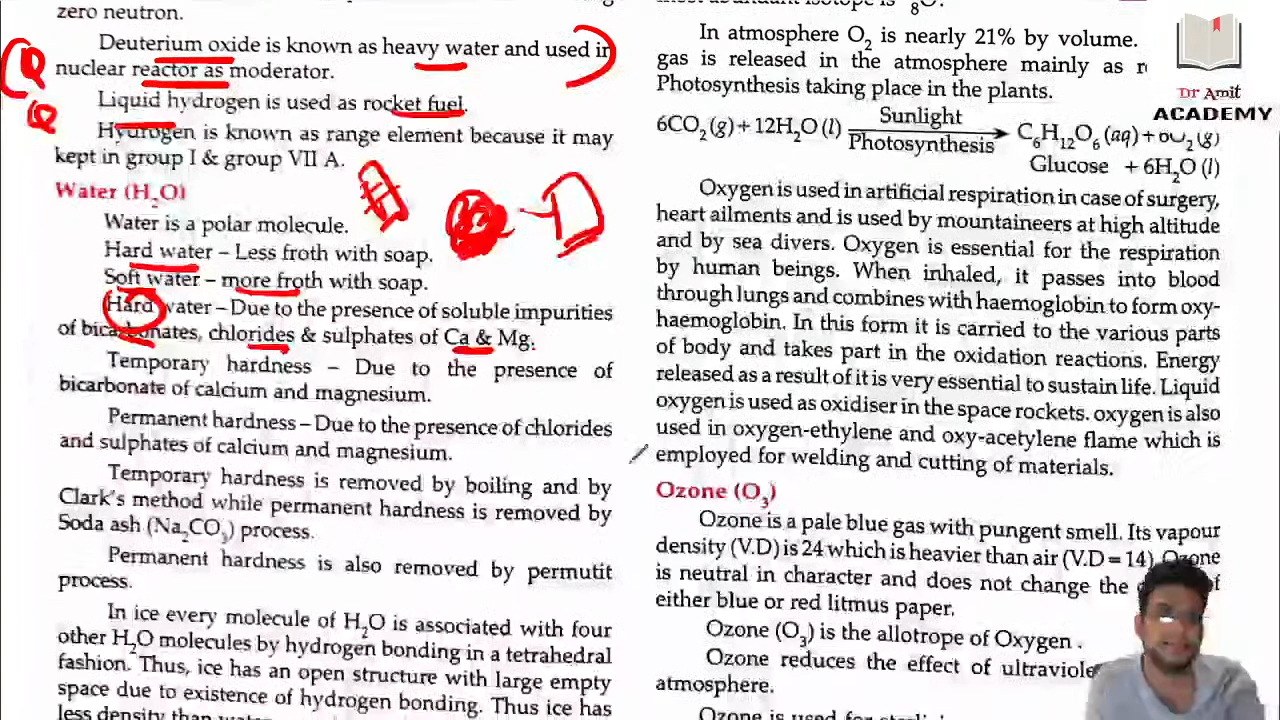 zero neutron.
Deuterium oxide is known as heavy water and used in
nuclear reactor as moderator.
Liquid hydrogen is used as rocket fuel.
Hydrogen is known as range element because it may
kept in group I & group VII A.
Water (H₂O)
Water is a polar molecule.
Hard water – Less froth with soap.
Soft water – more froth with soap.
Hard water – Due to the presence of soluble impurities
of bicarbonates, chlorides & sulphates of Ca & Mg.
Temporary hardness – Due to the presence of
bicarbonate of calcium and magnesium.
Permanent hardness – Due to the presence of chlorides
and sulphates of calcium and magnesium.
Temporary hardness is removed by boiling and by
Clark's method while permanent hardness is removed by
Soda ash (Na₂CO₃) process.
Permanent hardness is also removed by permutit
process.
In ice every molecule of H₂O is associated with four
other H₂O molecules by hydrogen bonding in a tetrahedral
fashion. Thus, ice has an open structure with large empty
space due to existence of hydrogen bonding. Thus ice has
less density than water
most abundant isotope is ₈O.
In atmosphere O₂ is nearly 21% by volume.
gas is released in the atmosphere mainly as
Photosynthesis taking place in the plants.
6CO₂(g)+12H₂O(l) Sunlight Photosynthesis → C₆H₁₂O₆(aq)+6O₂(g)
Glucose +6H₂O(l)
Oxygen is used in artificial respiration in case of surgery,
heart ailments and is used by mountaineers at high altitude
and by sea divers. Oxygen is essential for the respiration
by human beings. When inhaled, it passes into blood
through lungs and combines with haemoglobin to form oxy-
haemoglobin. In this form it is carried to the various parts
of body and takes part in the oxidation reactions. Energy
released as a result of it is very essential to sustain life. Liquid
oxygen is used as oxidiser in the space rockets. oxygen is also
used in oxygen-ethylene and oxy-acetylene flame which is
employed for welding and cutting of materials.
Ozone (O₃)
Ozone is a pale blue gas with pungent smell. Its vapour
density (V.D) is 24 which is heavier than air (V.D = 14). Ozone
is neutral in character and does not change the of
either blue or red litmus paper.
Ozone (O₃) is the allotrope of Oxygen .
Ozone reduces the effect of
atmosphere.
Ozone is used for
Dr Amit
ACADEMY